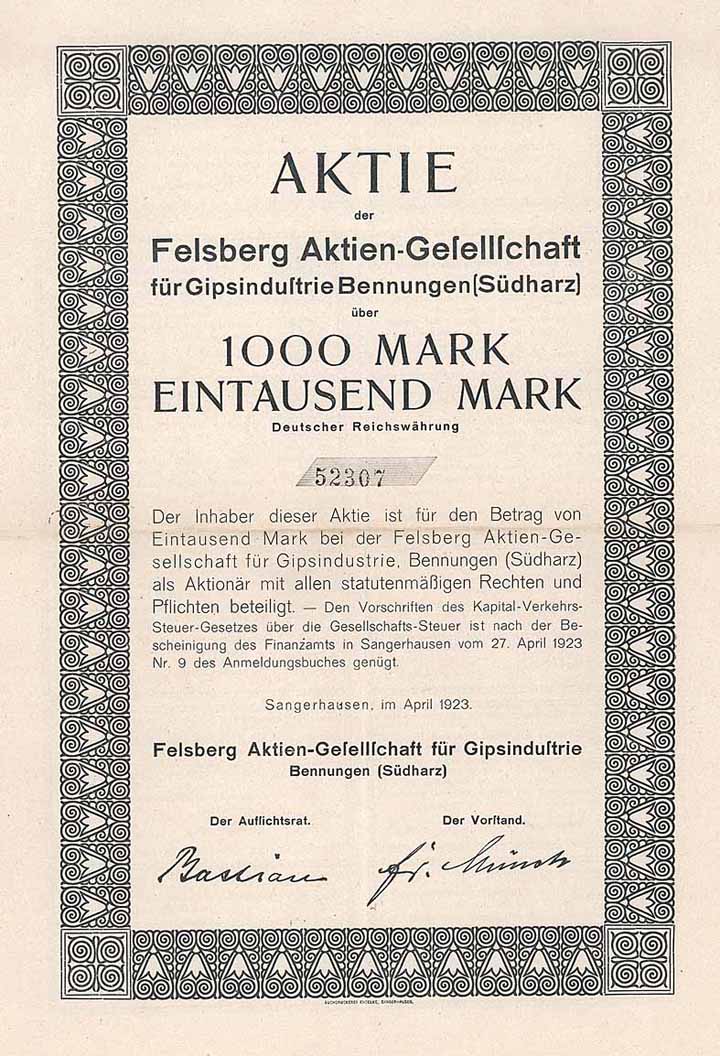 AKTIE
der
Felsberg Aktien-Geſellſchaft
für Gipsinduſtrie Bennungen (Südharz)
über
1000 MARK
EINTAUSEND MARK
Deutscher Reichswährung
52307
Der Inhaber dieser Aktie ist für den Betrag von
Eintausend Mark bei der Felsberg Aktien-Ge-
sellschaft für Gipsindustrie, Bennungen (Südharz)
als Aktionär mit allen statutenmäßigen Rechten und
Pflichten beteiligt. — Den Vorschriften des Kapital-Verkehrs-
Steuer-Gesetzes über die Gesellschafts-Steuer ist nach der Be-
scheinigung des Finanzamts in Sangerhausen vom 27. April 1923
Nr. 9 des Anmeldungsbuches genügt.
Sangerhausen, im April 1923.
Felsberg Aktien-Geſellſchaft für Gipsinduſtrie
Bennungen (Südharz)
Der Aufſichtsrat. Der Vorſtand.
Bastian Fr. Münch
BUCHDRUCKEREI SANGERHAUSEN.